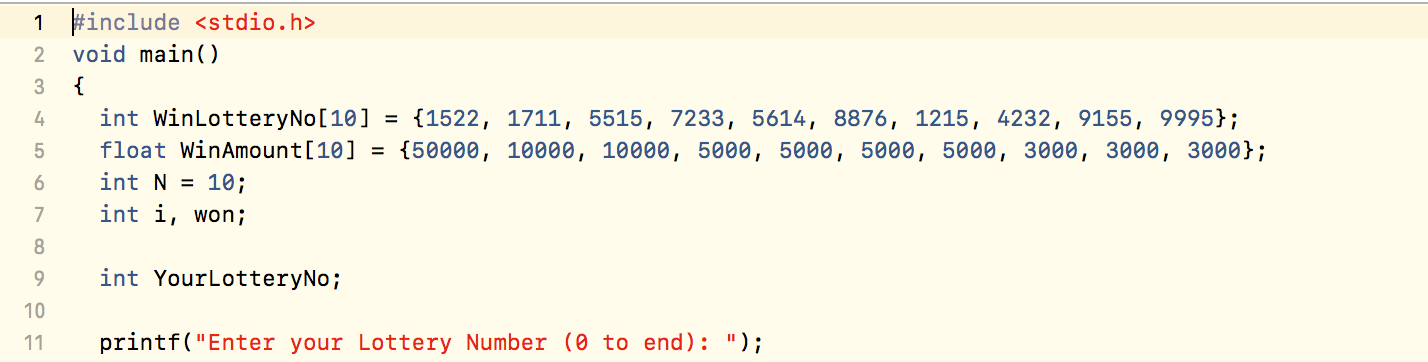 1 #include <stdio.h>
2 void main()
3 {
4 int WinLotteryNo[10] = {1522, 1711, 5515, 7233, 5614, 8876, 1215, 4232, 9155, 9995};
5 float WinAmount[10] = {50000, 10000, 10000, 5000, 5000, 5000, 5000, 3000, 3000, 3000};
6 int N = 10;
7 int i, won;
8
9 int YourLotteryNo;
10
11 printf("Enter your Lottery Number (0 to end): ");